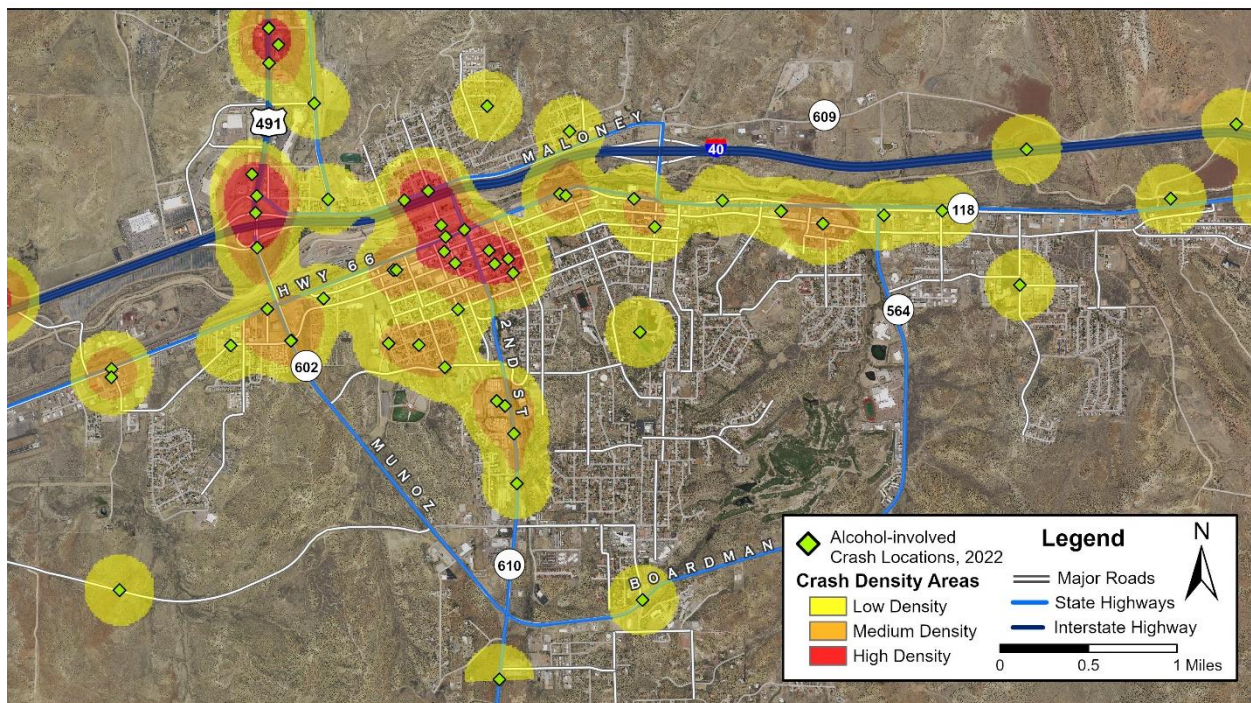 491
MALONEY
609
40
HWY 66
118
2ND ST
564
602
MUNOZ
610
BOARDMAN
Alcohol-involved
Crash Locations, 2022
Crash Density Areas
Low Density
Medium Density
High Density
Legend
Major Roads
State Highways
Interstate Highway
N
0 0.5 1 Miles